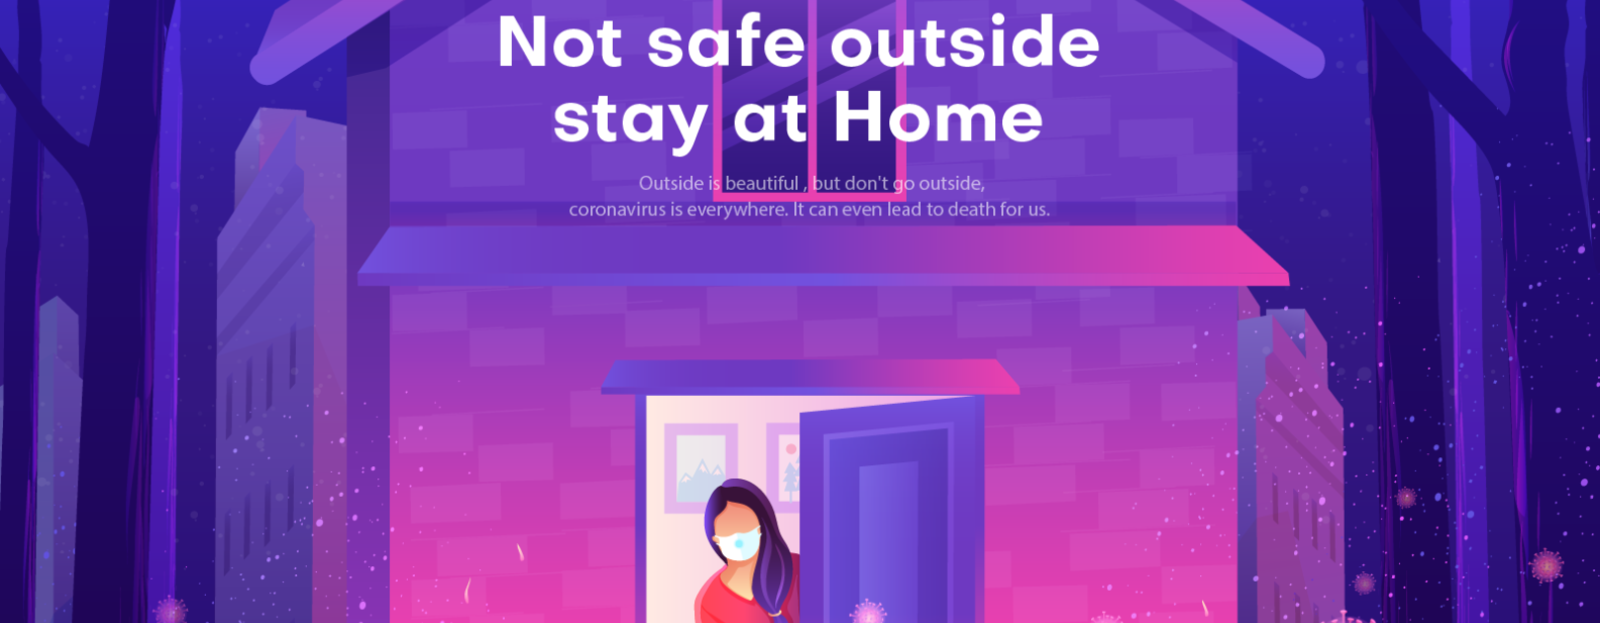 Not safe outside
stay at Home
Outside is beautiful , but don't go outside,
coronavirus is everywhere. It can even lead to death for us.